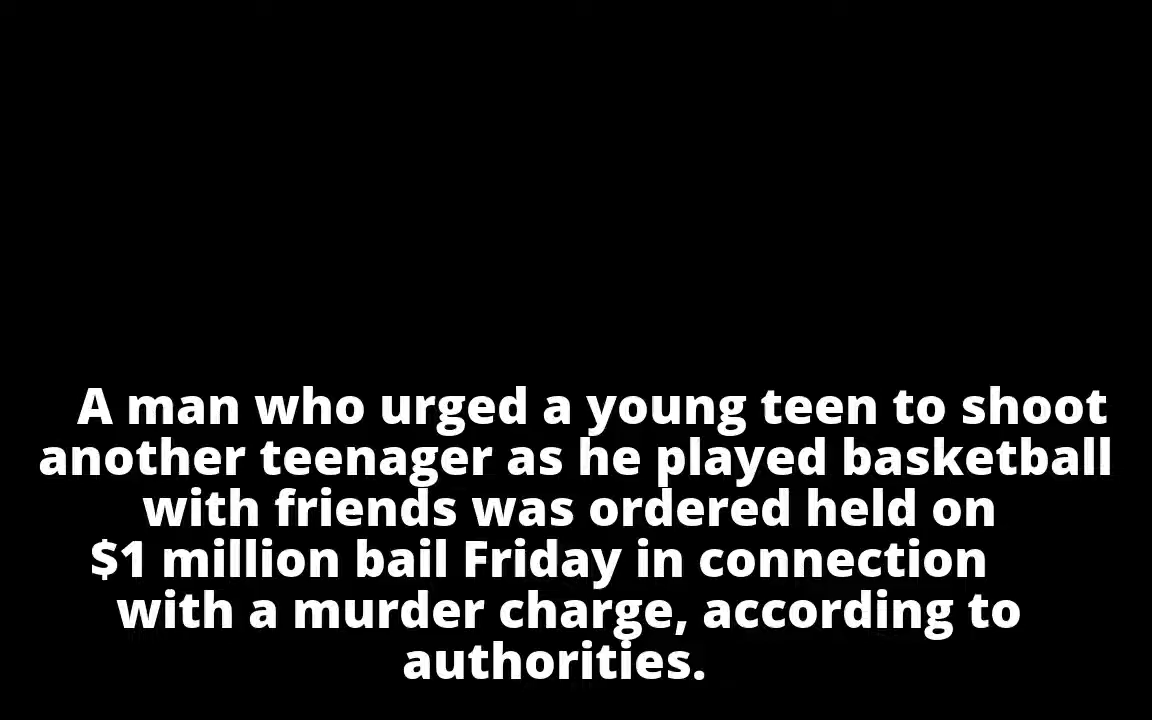 A man who urged a young teen to shoot
another teenager as he played basketball
with friends was ordered held on
$1 million bail Friday in connection
with a murder charge, according to
authorities.